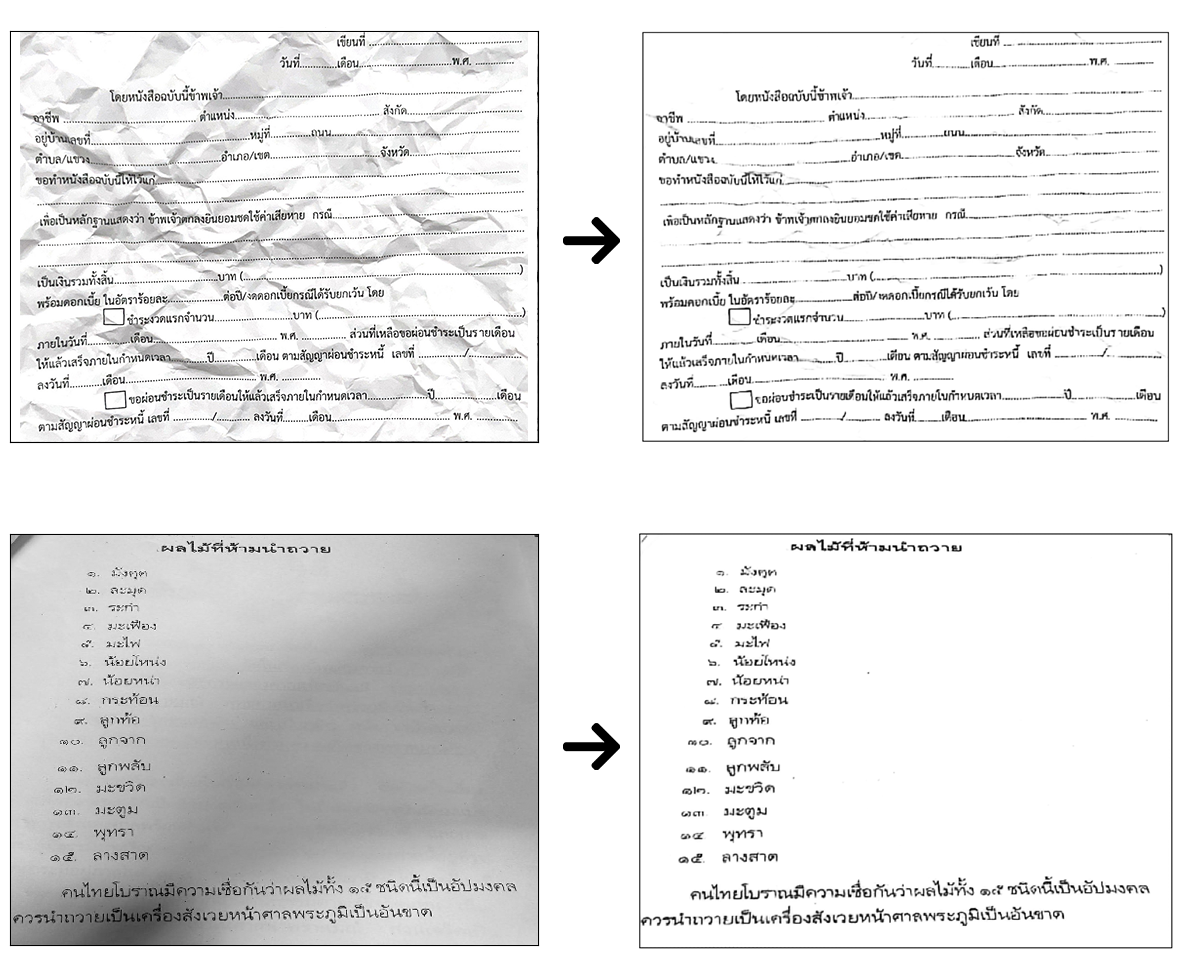 เขียนที่ ........................................
วันที่............เดือน..............................พ.ศ. ............
โดยหนังสือฉบับนี้ข้าพเจ้า........................................
อาชีพ ........................................ ตำแหน่ง........................................ สังกัด..............................
อยู่บ้านเลขที่........................................หมู่ที่............ถนน........................................
ตำบล/แขวง..............................อำเภอ/เขต..............................จังหวัด..............................
ขอทำหนังสือฉบับนี้ให้ไว้แก่........................................
เพื่อเป็นหลักฐานแสดงว่า ข้าพเจ้าตกลงยินยอมชดใช้ค่าเสียหาย กรณี........................................
เป็นเงินรวมทั้งสิ้น..............................บาท (........................................)
พร้อมดอกเบี้ย ในอัตราร้อยละ....................ต่อปี/งดดอกเบี้ยกรณีได้รับยกเว้น โดย
ชำระงวดแรกจำนวน....................บาท (........................................)
ภายในวันที่............เดือน..............................พ.ศ. .................... ส่วนที่เหลือขอผ่อนชำระเป็นรายเดือน
ให้แล้วเสร็จภายในกำหนดเวลา............ปี............เดือน ตามสัญญาผ่อนชำระหนี้ เลขที่ ............/............
ลงวันที่............เดือน.............................. พ.ศ. ............
ขอผ่อนชำระเป็นรายเดือนให้แล้วเสร็จภายในกำหนดเวลา....................ปี....................เดือน
ตามสัญญาผ่อนชำระหนี้ เลขที่ ............/............ ลงวันที่............เดือน.............................. พ.ศ. ............
เขียนที่ ........................................
วันที่............เดือน..............................พ.ศ. ............
โดยหนังสือฉบับนี้ข้าพเจ้า........................................
อาชีพ ........................................ ตำแหน่ง........................................ สังกัด..............................
อยู่บ้านเลขที่........................................หมู่ที่............ถนน........................................
ตำบล/แขวง..............................อำเภอ/เขต..............................จังหวัด..............................
ขอทำหนังสือฉบับนี้ให้ไว้แก่........................................
เพื่อเป็นหลักฐานแสดงว่า ข้าพเจ้าตกลงยินยอมชดใช้ค่าเสียหาย กรณี........................................
เป็นเงินรวมทั้งสิ้น..............................บาท (........................................)
พร้อมดอกเบี้ย ในอัตราร้อยละ....................ต่อปี/งดดอกเบี้ยกรณีได้รับยกเว้น โดย
ชำระงวดแรกจำนวน....................บาท (........................................)
ภายในวันที่............เดือน..............................พ.ศ. .................... ส่วนที่เหลือขอผ่อนชำระเป็นรายเดือน
ให้แล้วเสร็จภายในกำหนดเวลา............ปี............เดือน ตามสัญญาผ่อนชำระหนี้ เลขที่ ............/............
ลงวันที่............เดือน.............................. พ.ศ. ............
ขอผ่อนชำระเป็นรายเดือนให้แล้วเสร็จภายในกำหนดเวลา....................ปี....................เดือน
ตามสัญญาผ่อนชำระหนี้ เลขที่ ............/............ ลงวันที่............เดือน.............................. พ.ศ. ............
ผลไม้ที่ห้ามนำถวาย
๑. มังคุด
๒. ละมุด
๓. ระกำ
๔. มะเฟือง
๕. มะไฟ
๖. น้อยโหน่ง
๗. น้อยหน่า
๘. กระท้อน
๙. ลูกท้อ
๑๐. ลูกจาก
๑๑. ลูกพลับ
๑๒. มะขวิด
๑๓. มะตูม
๑๔. พุทรา
๑๕. ลางสาด
คนไทยโบราณมีความเชื่อกันว่าผลไม้ทั้ง ๑๕ ชนิดนี้เป็นอัปมงคล
ควรนำถวายเป็นเครื่องสังเวยหน้าศาลพระภูมิเป็นอันขาด
ผลไม้ที่ห้ามนำถวาย
๑. มังคุด
๒. ละมุด
๓. ระกำ
๔ มะเฟือง
๕. มะไฟ
๖. น้อยโหน่ง
๗. น้อยหน่า
๘. กระท้อน
๙. ลูกท้อ
๑๐. ลูกจาก
๑๑. ลูกพลับ
๑๒. มะขวิด
๑๓. มะตูม
๑๔ พุทรา
๑๕. ลางสาด
คนไทยโบราณมีความเชื่อกันว่าผลไม้ทั้ง ๑๕ ชนิดนี้เป็นอัปมงคล
ควรนำถวายเป็นเครื่องสังเวยหน้าศาลพระภูมิเป็นอันขาด